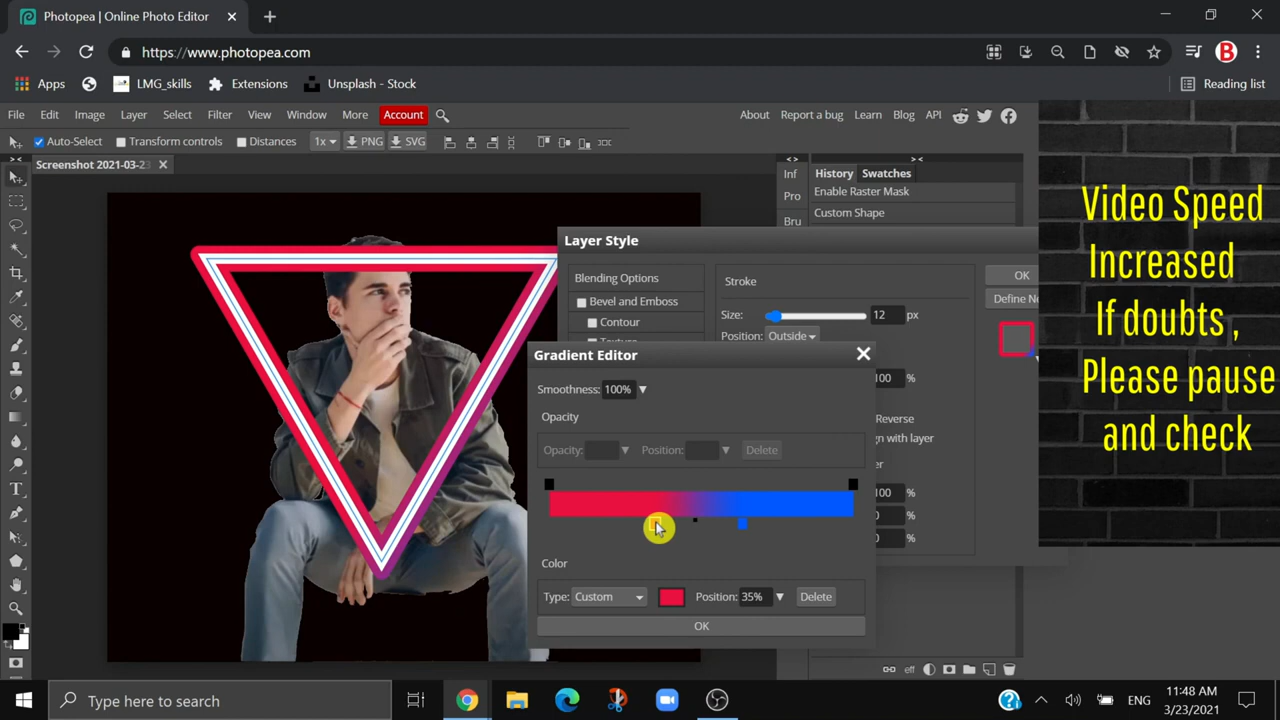 Photopea | Online Photo Editor
https://www.photopea.com
B
Apps
LMG_skills
Extensions
Unsplash - Stock
Reading list
File Edit Image Layer Select Filter View Window More Account
About Report a bug Learn Blog API
Auto-Select Transform controls Distances 1x PNG SVG
Screenshot 2021-03-23
Inf
Pro
Bru
History Swatches
Enable Raster Mask
Custom Shape
Layer Style
Blending Options
Bevel and Emboss
Contour
Stroke
Size: 12 px
Position: Outside
OK
100 %
Reverse
100 %
%
%
Gradient Editor
Smoothness: 100%
Opacity
Opacity: Position: Delete
Color
Type: Custom Position: 35% Delete
OK
eff
Video Speed
Increased
If doubts ,
Please pause
and check
Type here to search
ENG
11:48 AM
3/23/2021